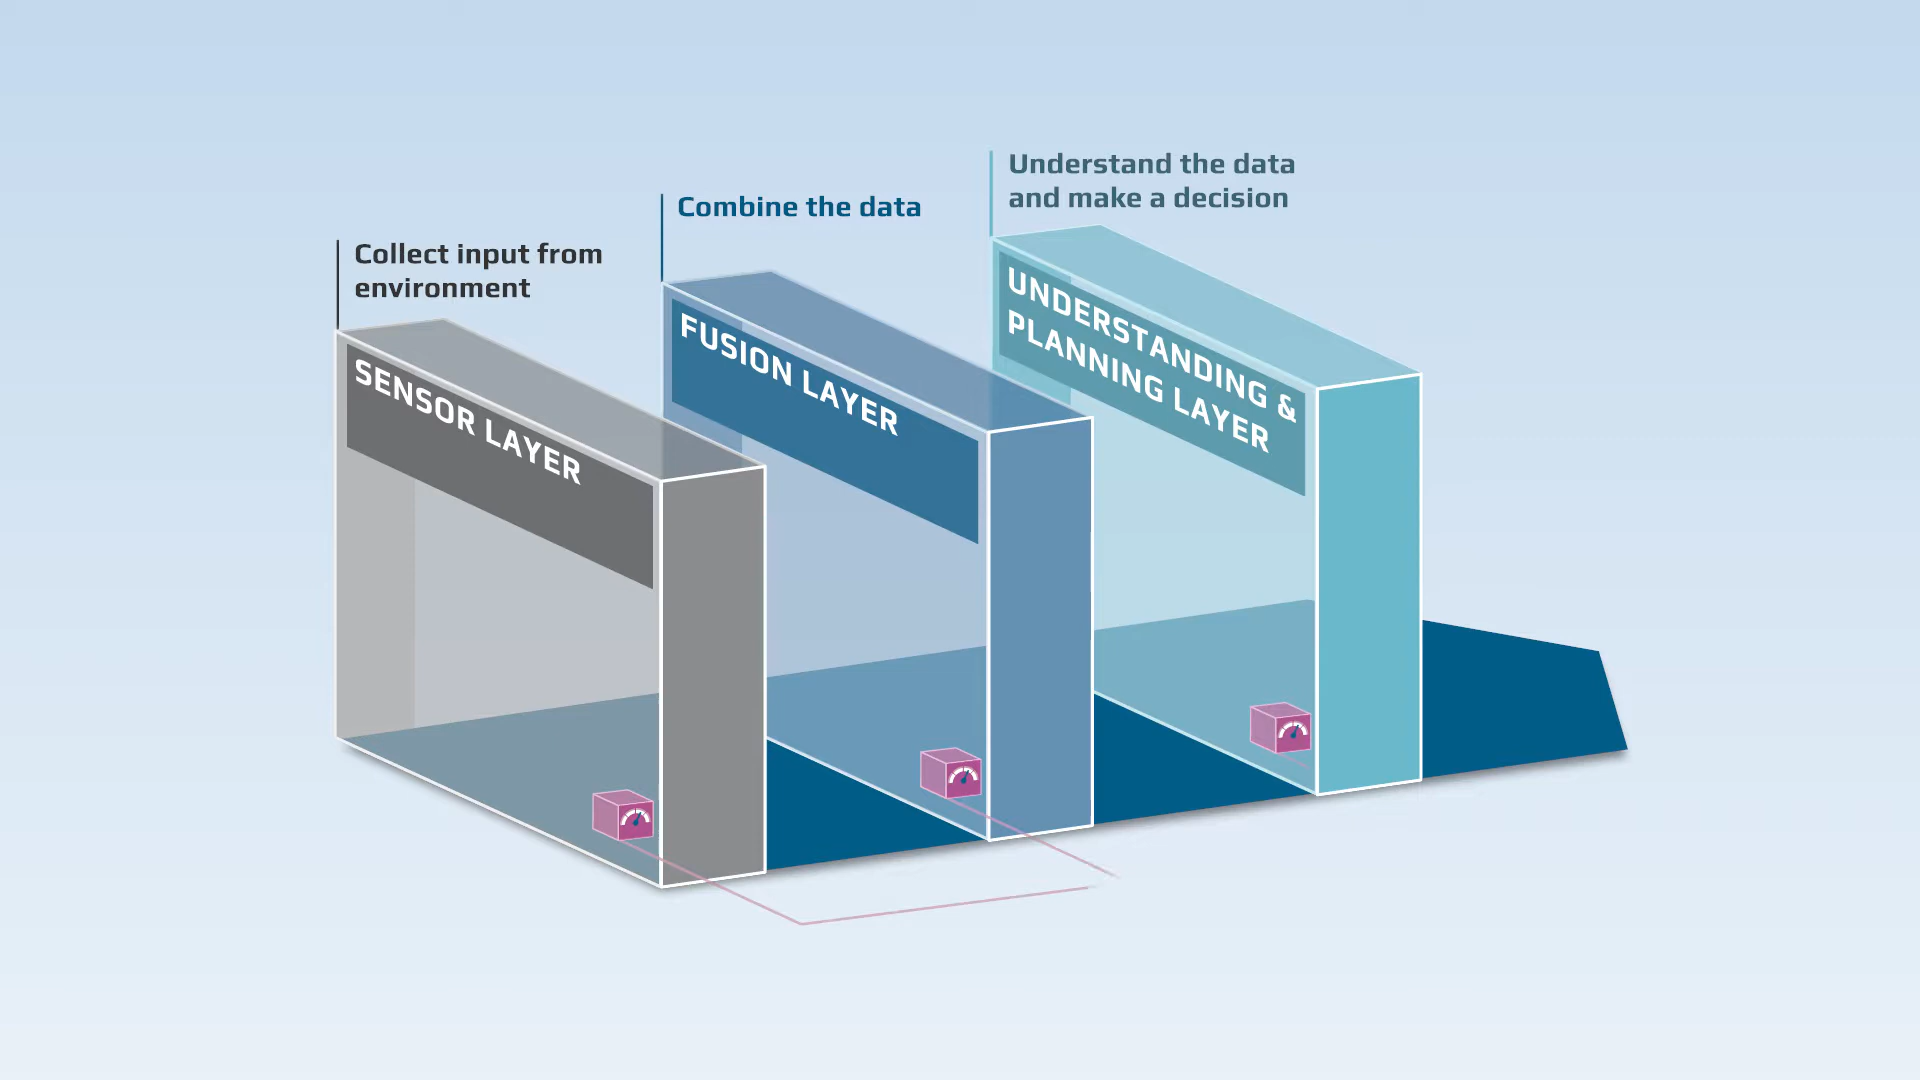 Collect input from
environment
SENSOR LAYER
Combine the data
FUSION LAYER
Understand the data
and make a decision
UNDERSTANDING &
PLANNING LAYER